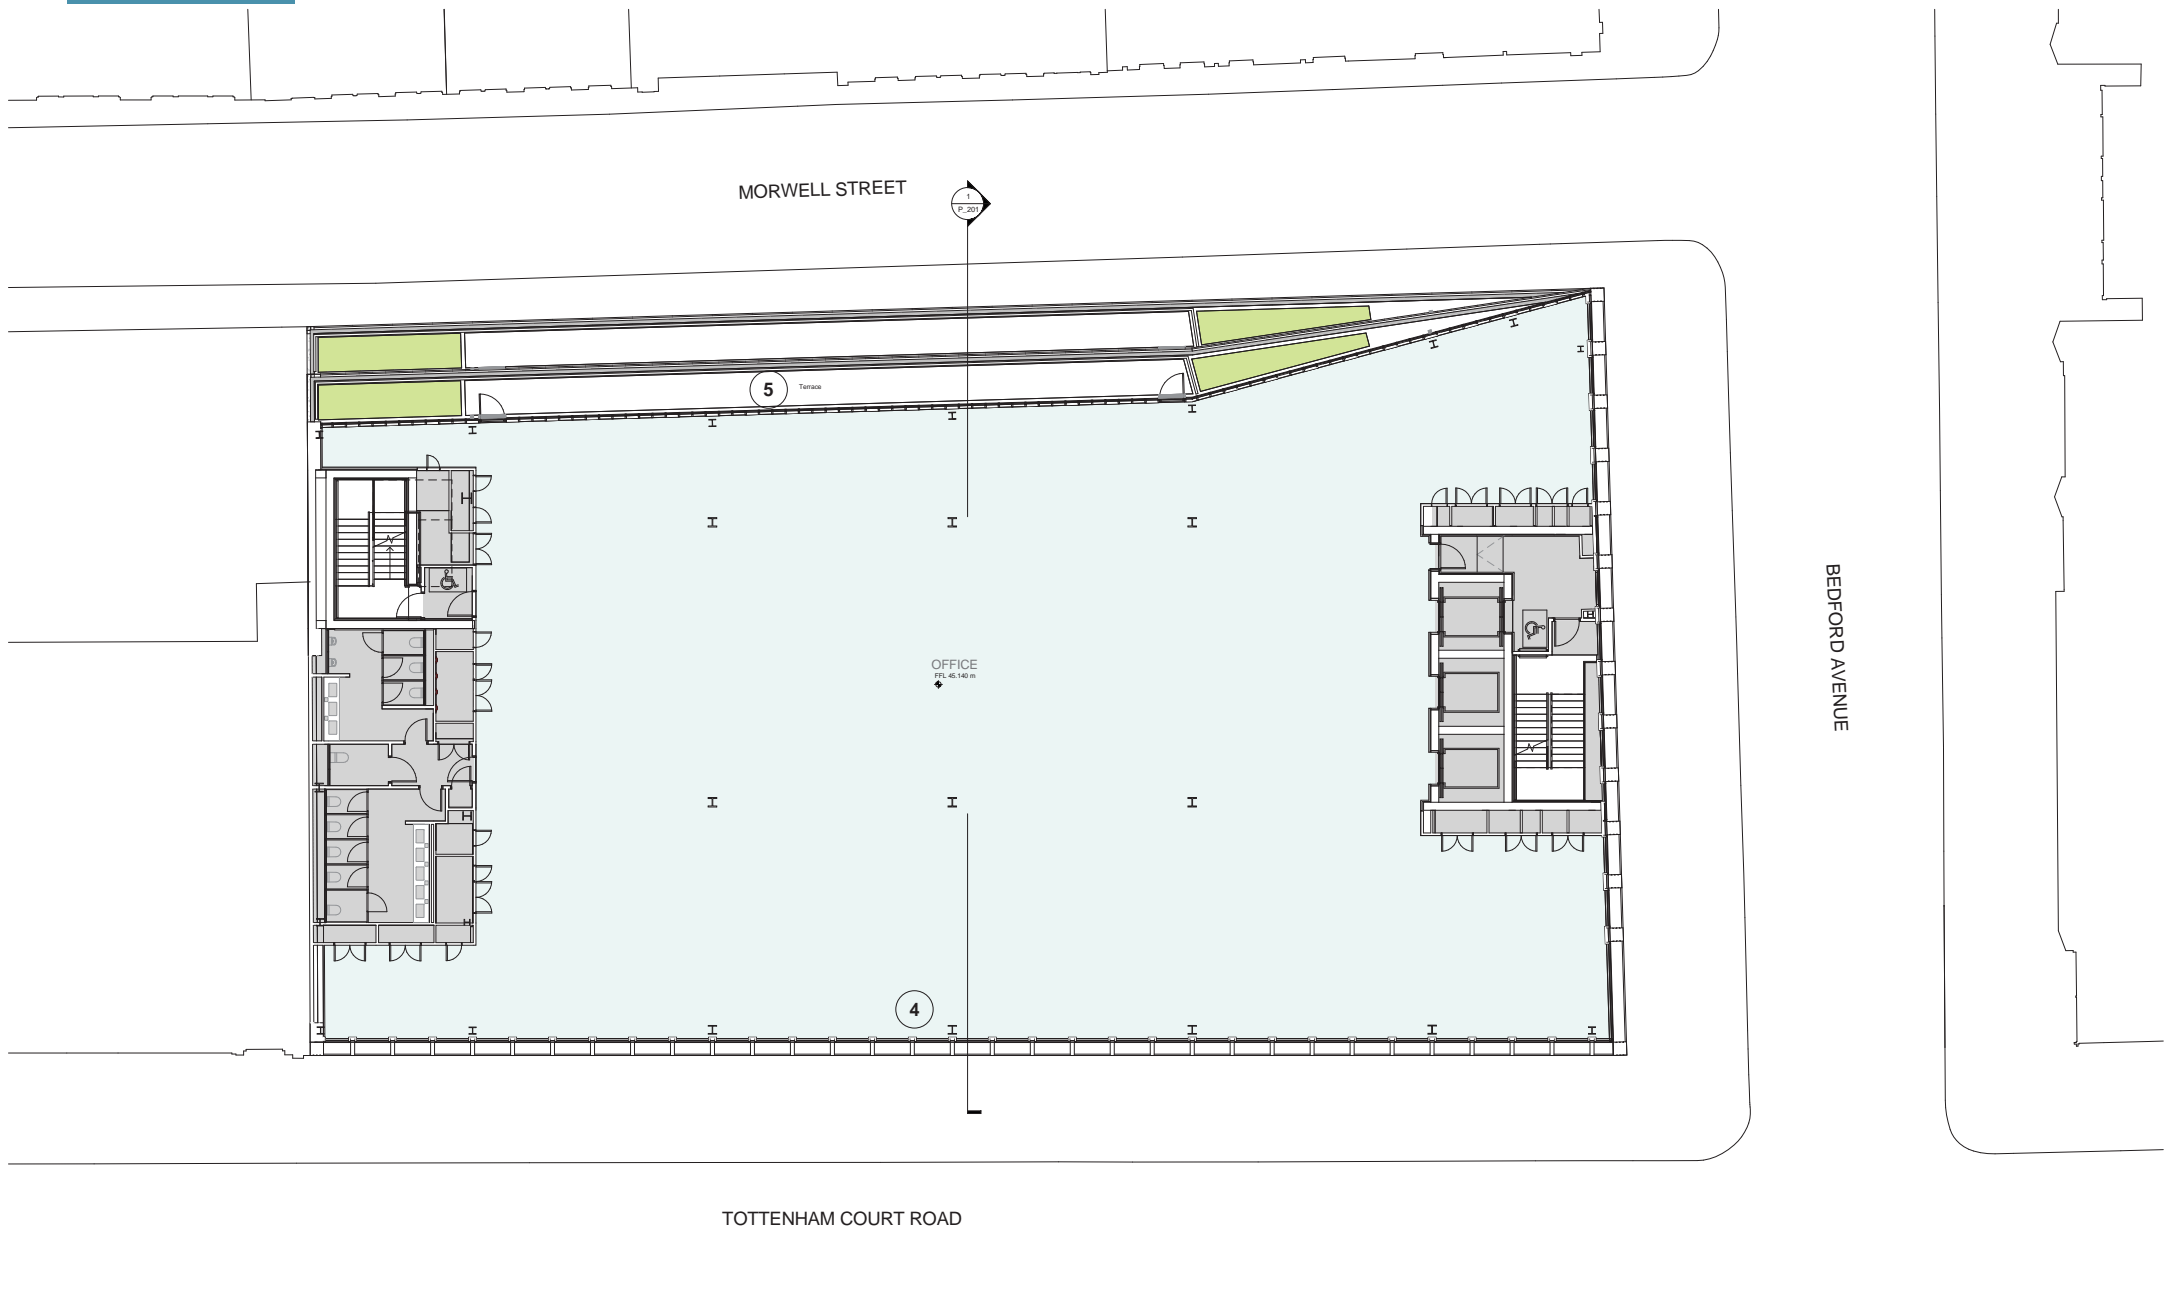 MORWELL STREET
1
P_201
5
Terrace
OFFICE
FFL 45.140 m
BEDFORD AVENUE
4
TOTTENHAM COURT ROAD